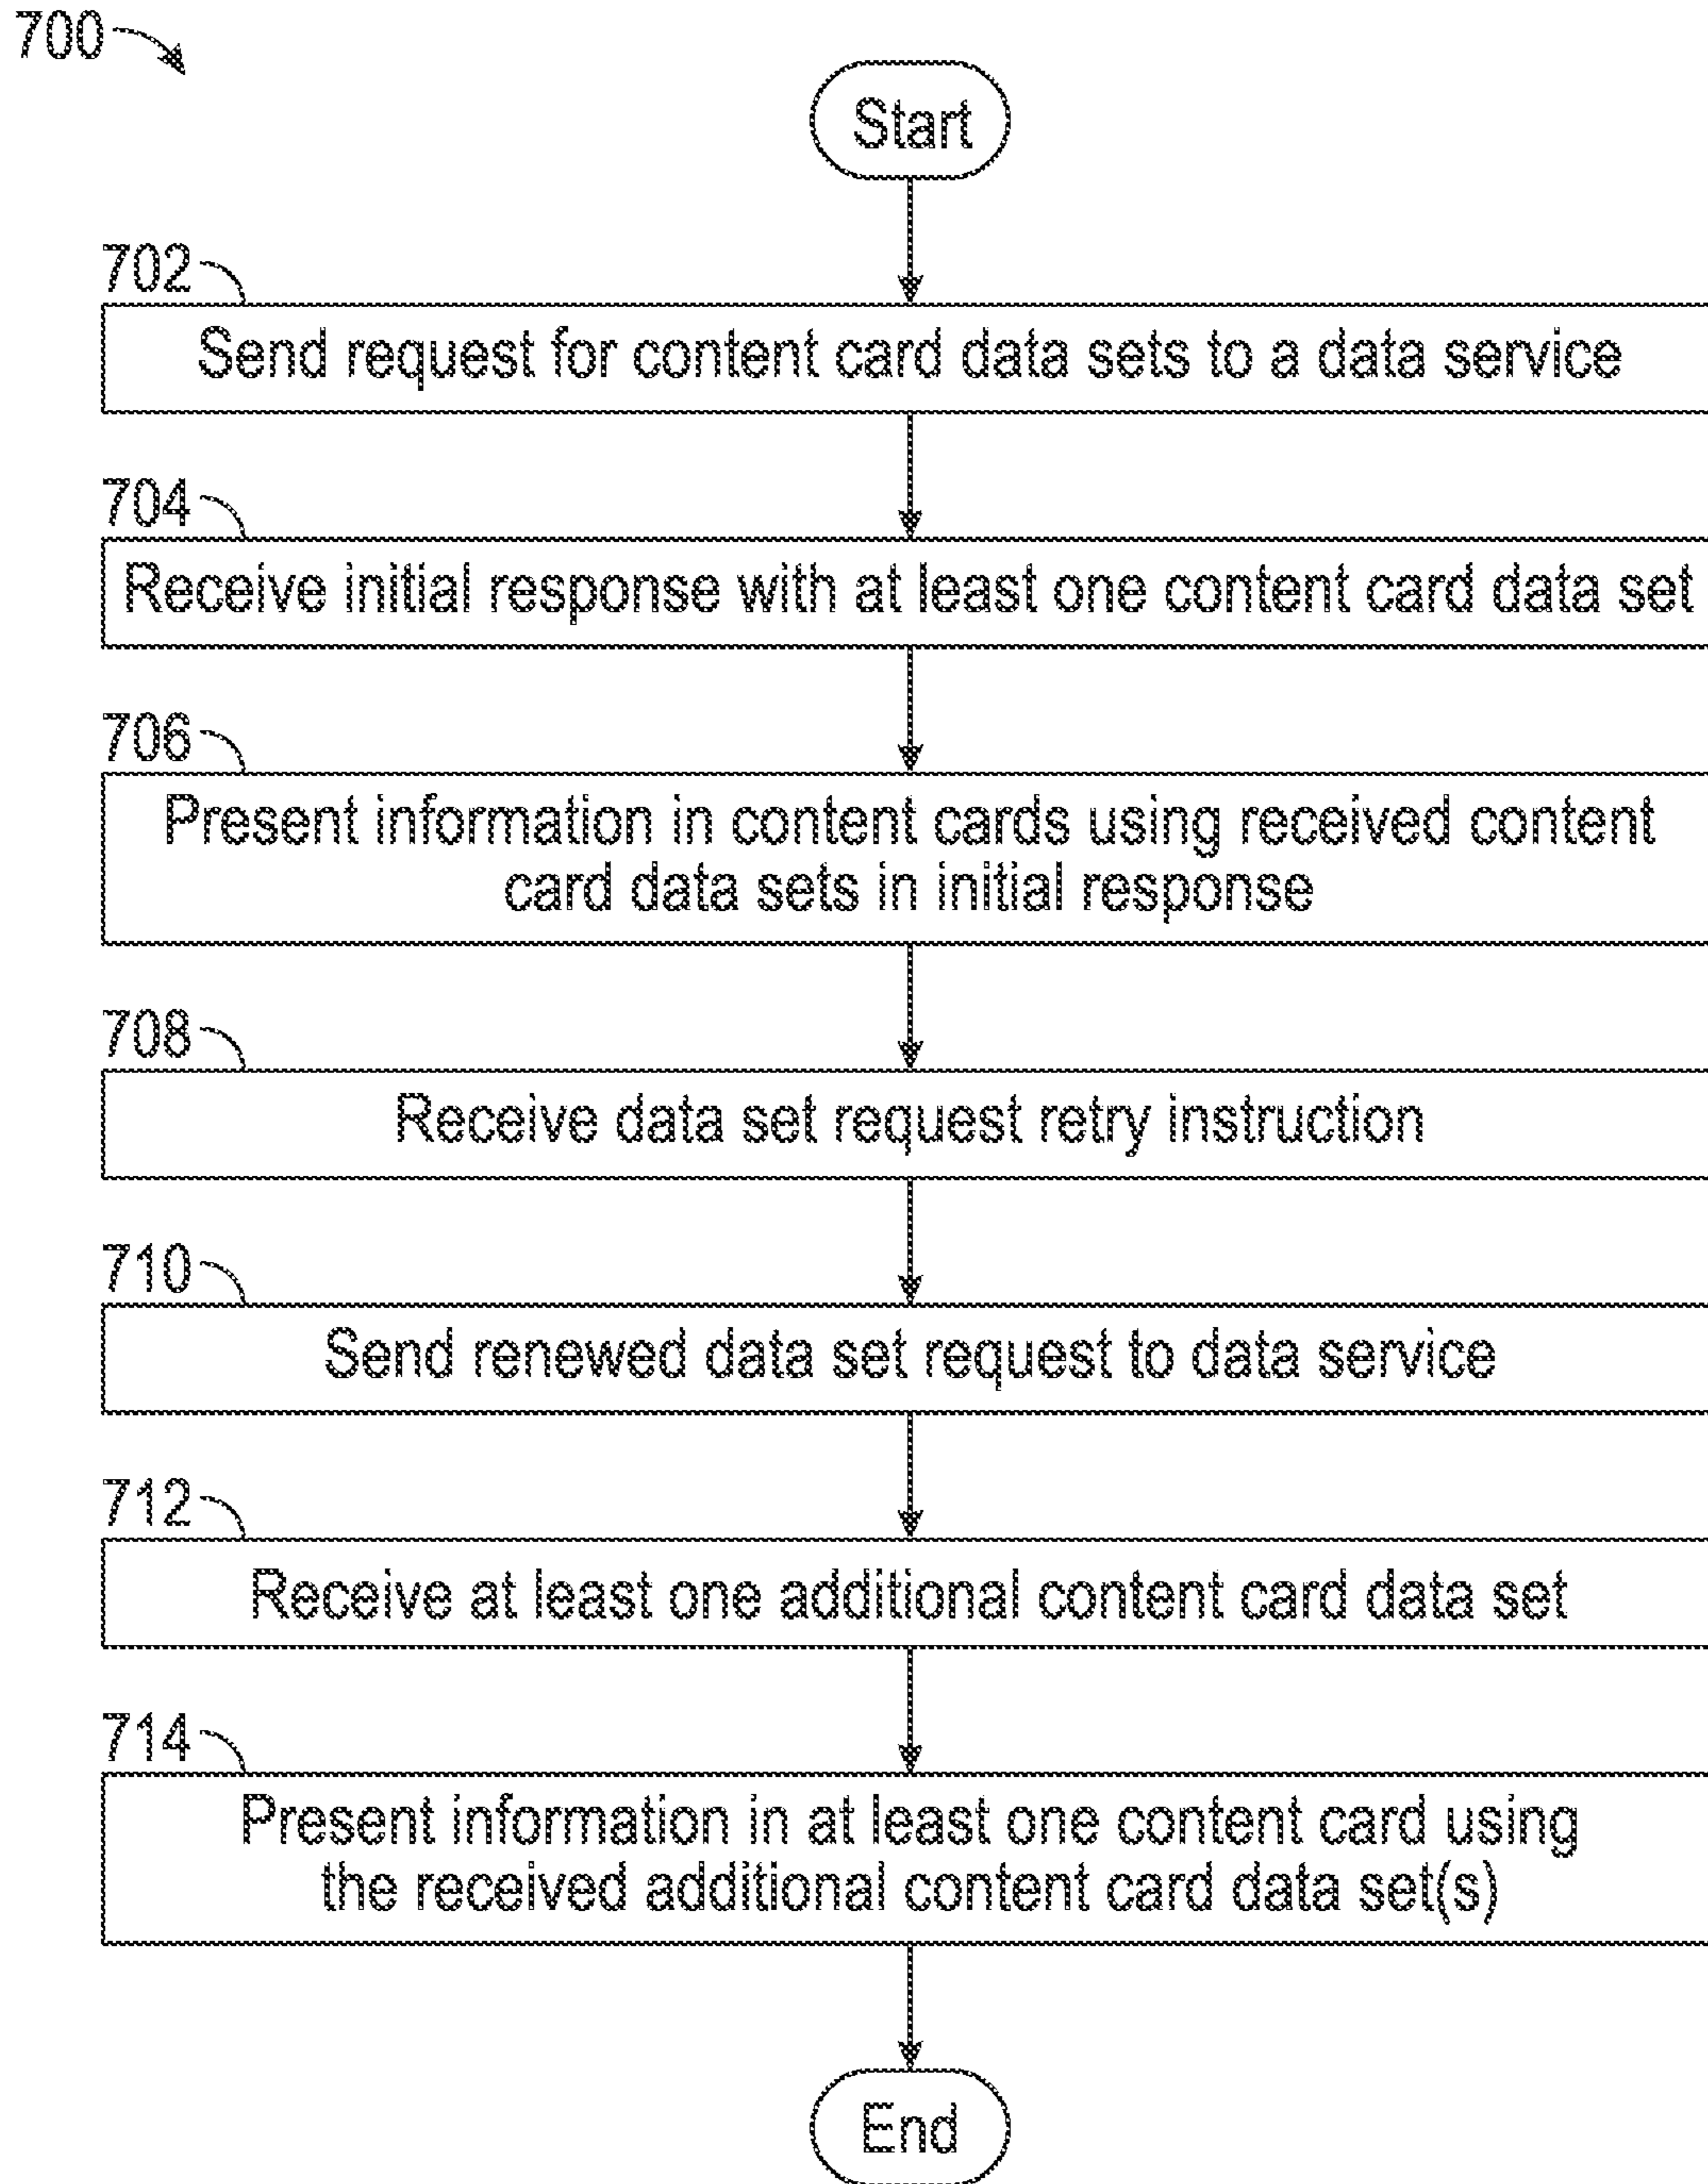 700
Start
702
Send request for content card data sets to a data service
704
Receive initial response with at least one content card data set
706
Present information in content cards using received content
card data sets in initial response
708
Receive data set request retry instruction
710
Send renewed data set request to data service
712
Receive at least one additional content card data set
714
Present information in at least one content card using
the received additional content card data set(s)
End